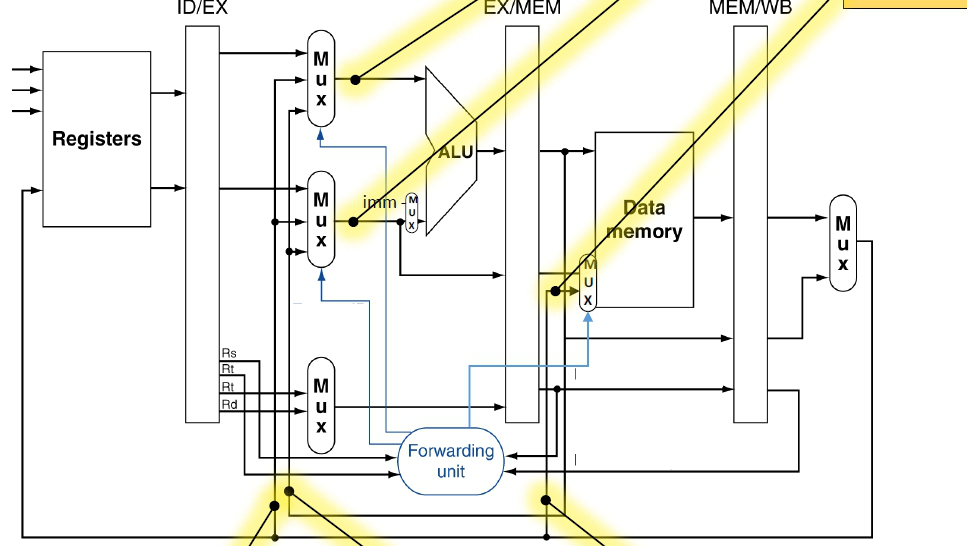 ID/EX
EX/MEM
MEM/WB
M
u
x
Registers
ALU
M
u
x
imm
M
U
X
Data
memory
M
u
x
M
U
X
Rs
Rt
Rt
Rd
M
u
x
Forwarding
unit